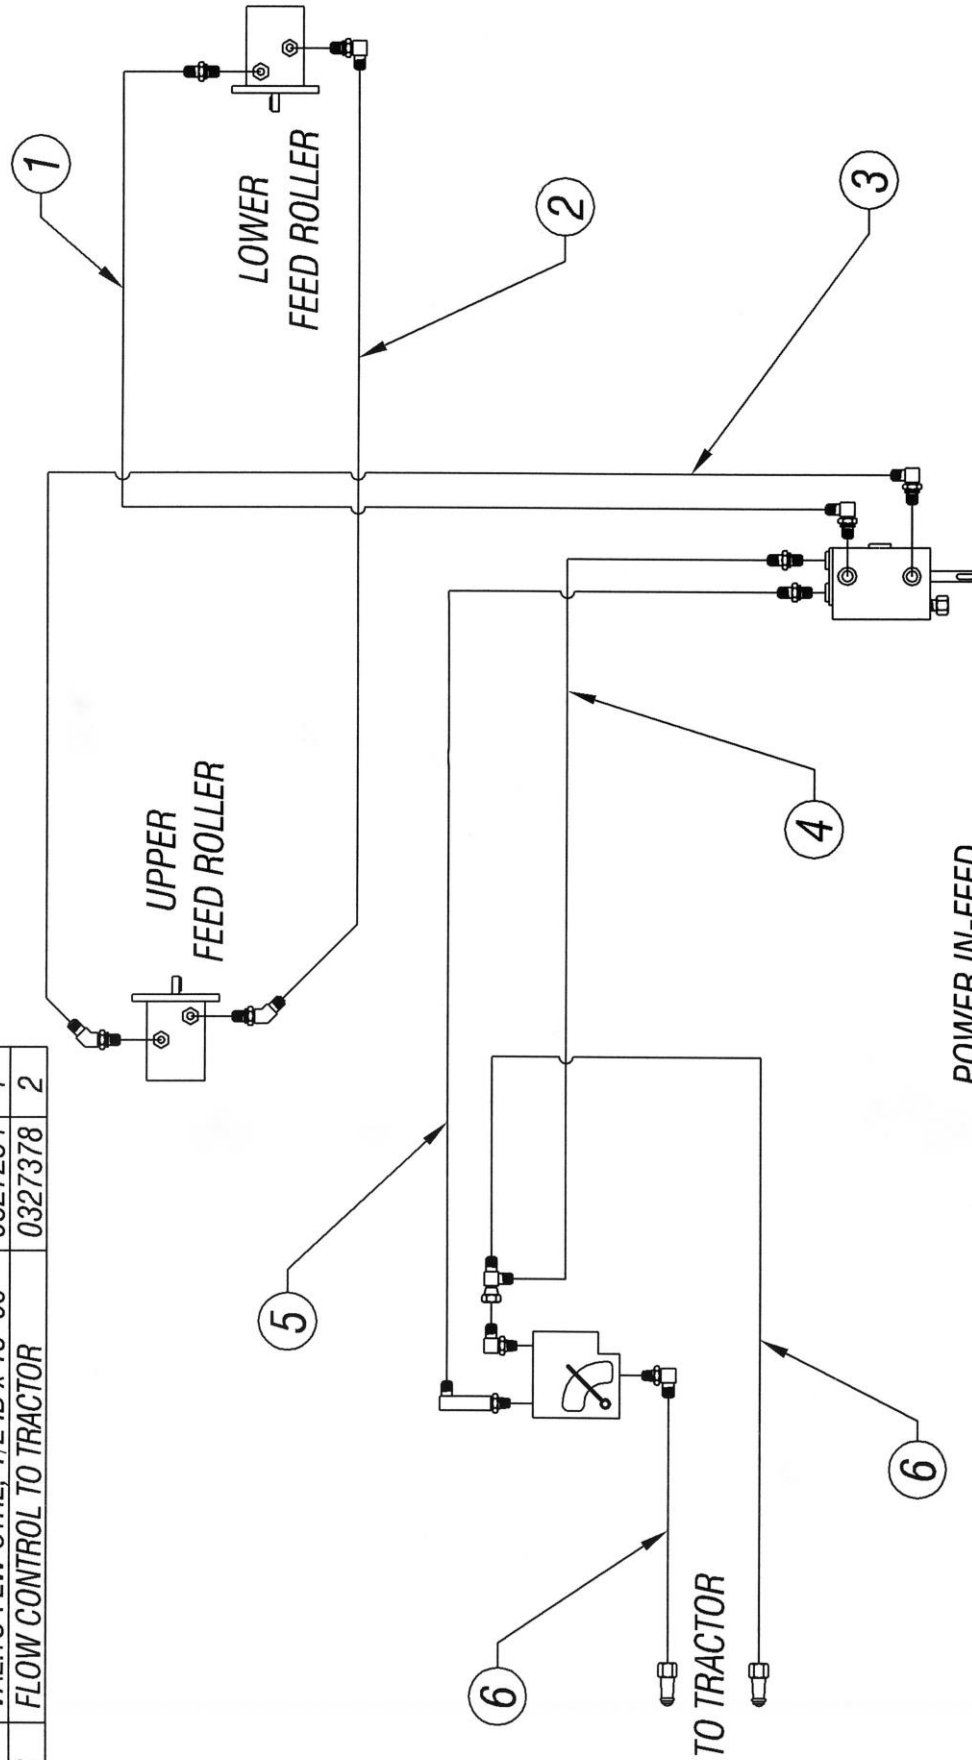 FLOW CONTROL TO TRACTOR 0327378 2
1
LOWER
FEED ROLLER
2
3
UPPER
FEED ROLLER
4
5
6
6
TO TRACTOR
POWER IN-FEED